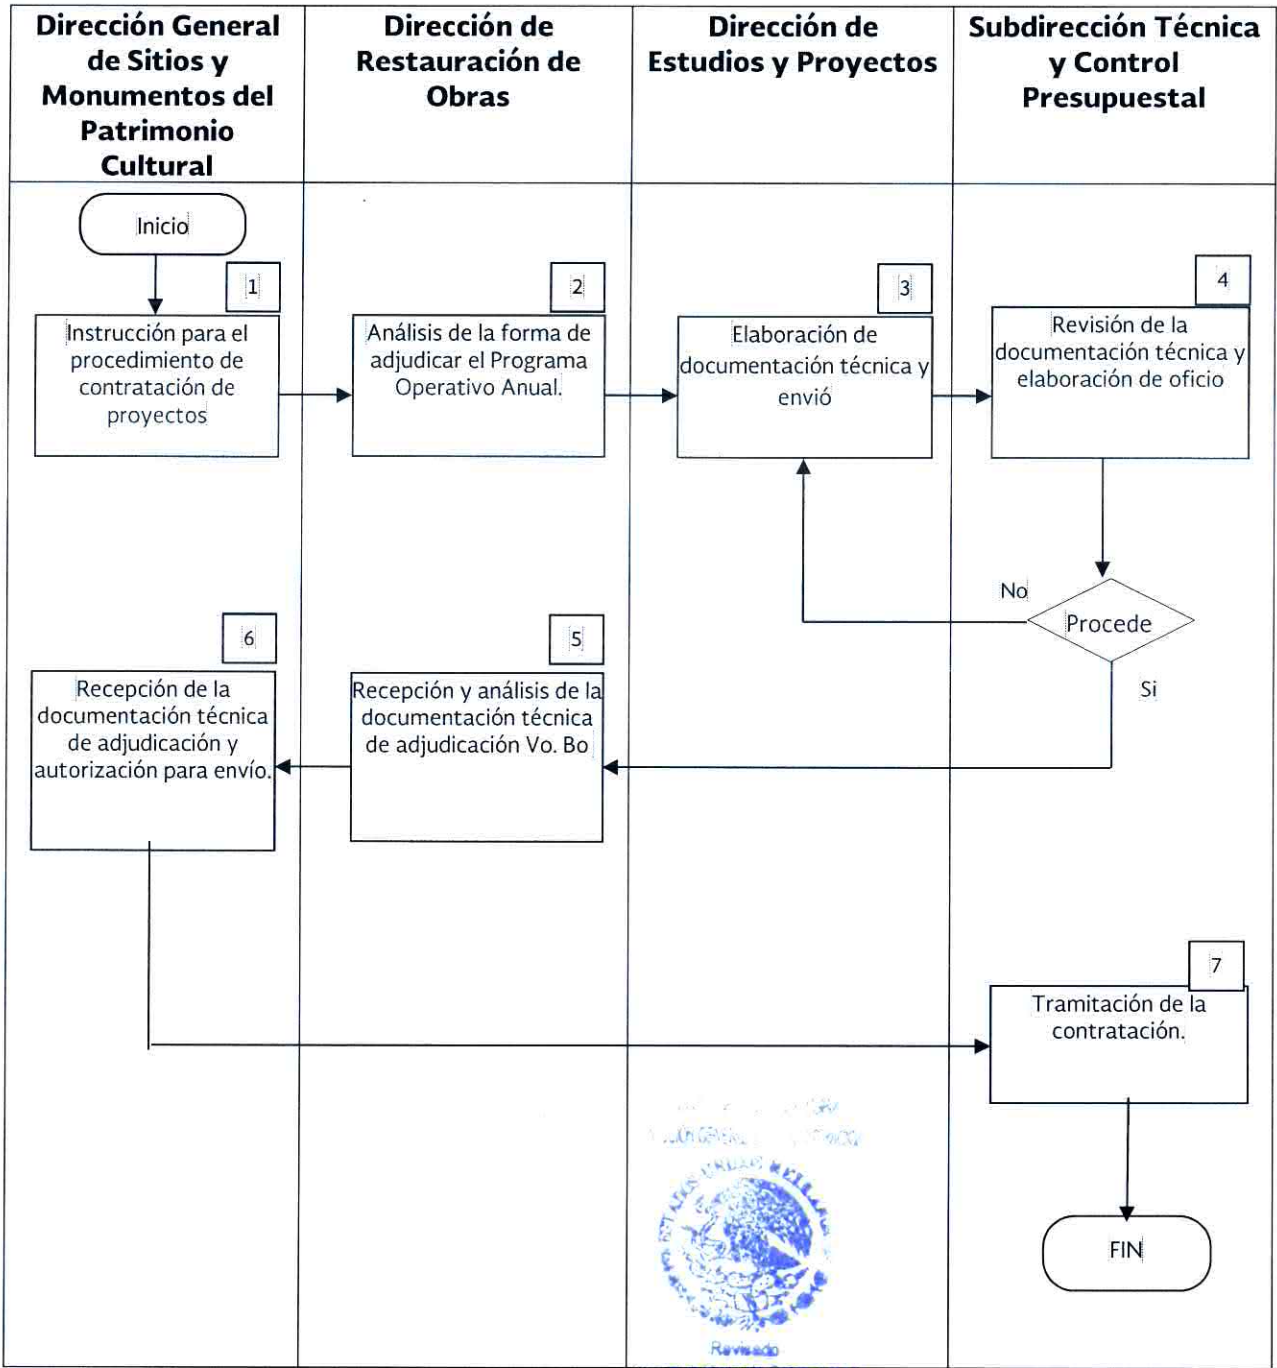 Dirección General
de Sitios y
Monumentos del
Patrimonio
Cultural
Dirección de
Restauración de
Obras
Dirección de
Estudios y Proyectos
Subdirección Técnica
y Control
Presupuestal
Inicio
1
Instrucción para el
procedimiento de
contratación de
proyectos
2
Análisis de la forma de
adjudicar el Programa
Operativo Anual.
3
Elaboración de
documentación técnica y
envió
4
Revisión de la
documentación técnica y
elaboración de oficio
No
Procede
Si
5
Recepción y análisis de la
documentación técnica
de adjudicación Vo. Bo
6
Recepción de la
documentación técnica
de adjudicación y
autorización para envío.
7
Tramitación de la
contratación.
FIN
Revisado